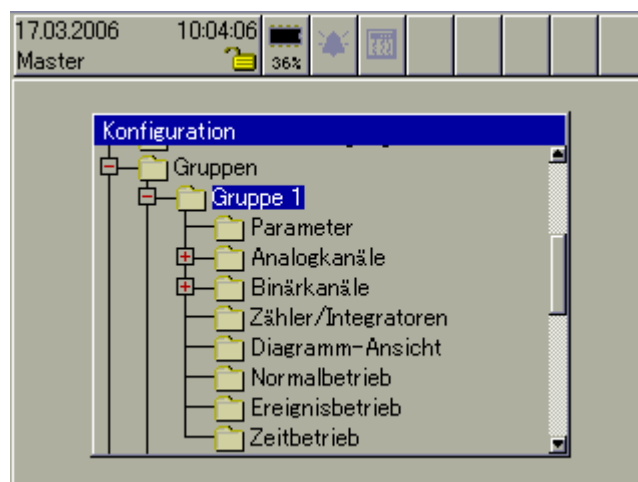 17.03.2006 10:04:06
Master
36%
Konfiguration
Gruppen
Gruppe 1
Parameter
Analogkanäle
Binärkanäle
Zähler/Integratoren
Diagramm-Ansicht
Normalbetrieb
Ereignisbetrieb
Zeitbetrieb